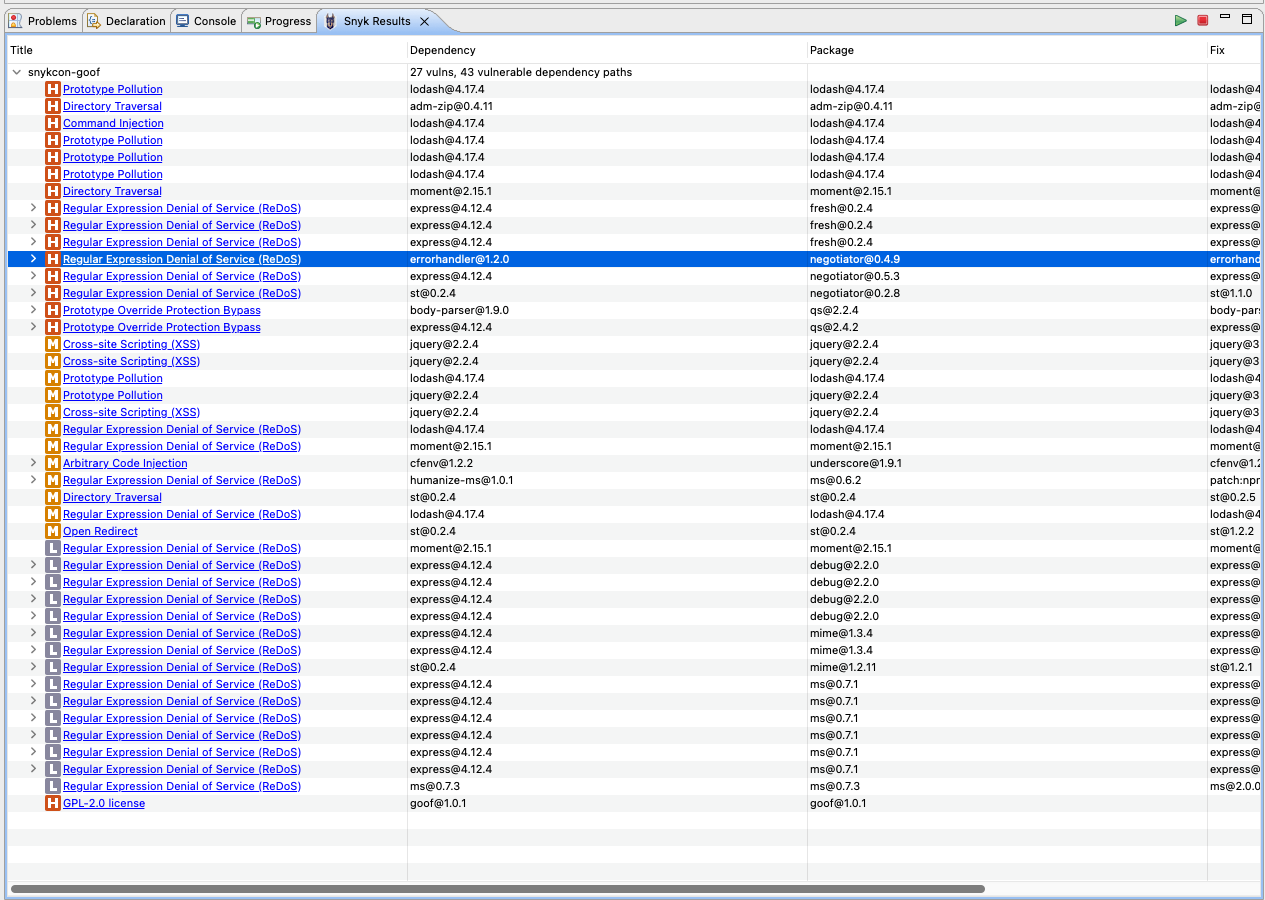 Problems Declaration Console Progress Snyk Results
Title Dependency Package Fix
snykcon-goof 27 vulns, 43 vulnerable dependency paths
H Prototype Pollution lodash@4.17.4 lodash@4.17.4 lodash@4
H Directory Traversal adm-zip@0.4.11 adm-zip@0.4.11 adm-zip@
H Command Injection lodash@4.17.4 lodash@4.17.4 lodash@4
H Prototype Pollution lodash@4.17.4 lodash@4.17.4 lodash@4
H Prototype Pollution lodash@4.17.4 lodash@4.17.4 lodash@4
H Prototype Pollution lodash@4.17.4 lodash@4.17.4 lodash@4
H Directory Traversal moment@2.15.1 moment@2.15.1 moment@
H Regular Expression Denial of Service (ReDoS) express@4.12.4 fresh@0.2.4 express@
H Regular Expression Denial of Service (ReDoS) express@4.12.4 fresh@0.2.4 express@
H Regular Expression Denial of Service (ReDoS) express@4.12.4 fresh@0.2.4 express@
H Regular Expression Denial of Service (ReDoS) errorhandler@1.2.0 negotiator@0.4.9 errorhand
H Regular Expression Denial of Service (ReDoS) express@4.12.4 negotiator@0.5.3 express@
H Regular Expression Denial of Service (ReDoS) st@0.2.4 negotiator@0.2.8 st@1.1.0
H Prototype Override Protection Bypass body-parser@1.9.0 qs@2.2.4 body-pars
H Prototype Override Protection Bypass express@4.12.4 qs@2.4.2 express@
M Cross-site Scripting (XSS) jquery@2.2.4 jquery@2.2.4 jquery@3
M Cross-site Scripting (XSS) jquery@2.2.4 jquery@2.2.4 jquery@3
M Prototype Pollution lodash@4.17.4 lodash@4.17.4 lodash@4
M Prototype Pollution jquery@2.2.4 jquery@2.2.4 jquery@3
M Cross-site Scripting (XSS) jquery@2.2.4 jquery@2.2.4 jquery@3
M Regular Expression Denial of Service (ReDoS) lodash@4.17.4 lodash@4.17.4 lodash@4
M Regular Expression Denial of Service (ReDoS) moment@2.15.1 moment@2.15.1 moment@
M Arbitrary Code Injection cfenv@1.2.2 underscore@1.9.1 cfenv@1.2
M Regular Expression Denial of Service (ReDoS) humanize-ms@1.0.1 ms@0.6.2 patch:npr
M Directory Traversal st@0.2.4 st@0.2.4 st@0.2.5
M Regular Expression Denial of Service (ReDoS) lodash@4.17.4 lodash@4.17.4 lodash@4
M Open Redirect st@0.2.4 st@0.2.4 st@1.2.2
L Regular Expression Denial of Service (ReDoS) moment@2.15.1 moment@2.15.1 moment@
L Regular Expression Denial of Service (ReDoS) express@4.12.4 debug@2.2.0 express@
L Regular Expression Denial of Service (ReDoS) express@4.12.4 debug@2.2.0 express@
L Regular Expression Denial of Service (ReDoS) express@4.12.4 debug@2.2.0 express@
L Regular Expression Denial of Service (ReDoS) express@4.12.4 debug@2.2.0 express@
L Regular Expression Denial of Service (ReDoS) express@4.12.4 mime@1.3.4 express@
L Regular Expression Denial of Service (ReDoS) express@4.12.4 mime@1.3.4 express@
L Regular Expression Denial of Service (ReDoS) st@0.2.4 mime@1.2.11 st@1.2.1
L Regular Expression Denial of Service (ReDoS) express@4.12.4 ms@0.7.1 express@
L Regular Expression Denial of Service (ReDoS) express@4.12.4 ms@0.7.1 express@
L Regular Expression Denial of Service (ReDoS) express@4.12.4 ms@0.7.1 express@
L Regular Expression Denial of Service (ReDoS) express@4.12.4 ms@0.7.1 express@
L Regular Expression Denial of Service (ReDoS) express@4.12.4 ms@0.7.1 express@
L Regular Expression Denial of Service (ReDoS) express@4.12.4 ms@0.7.1 express@
L Regular Expression Denial of Service (ReDoS) ms@0.7.3 ms@0.7.3 ms@2.0.0
H GPL-2.0 license goof@1.0.1 goof@1.0.1